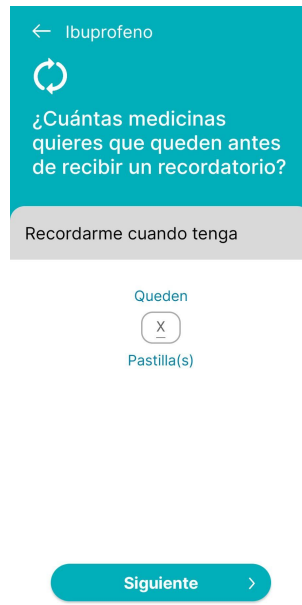 Ibuprofeno
¿Cuántas medicinas
quieres que queden antes
de recibir un recordatorio?
Recordarme cuando tenga
Queden
X
Pastilla(s)
Siguiente